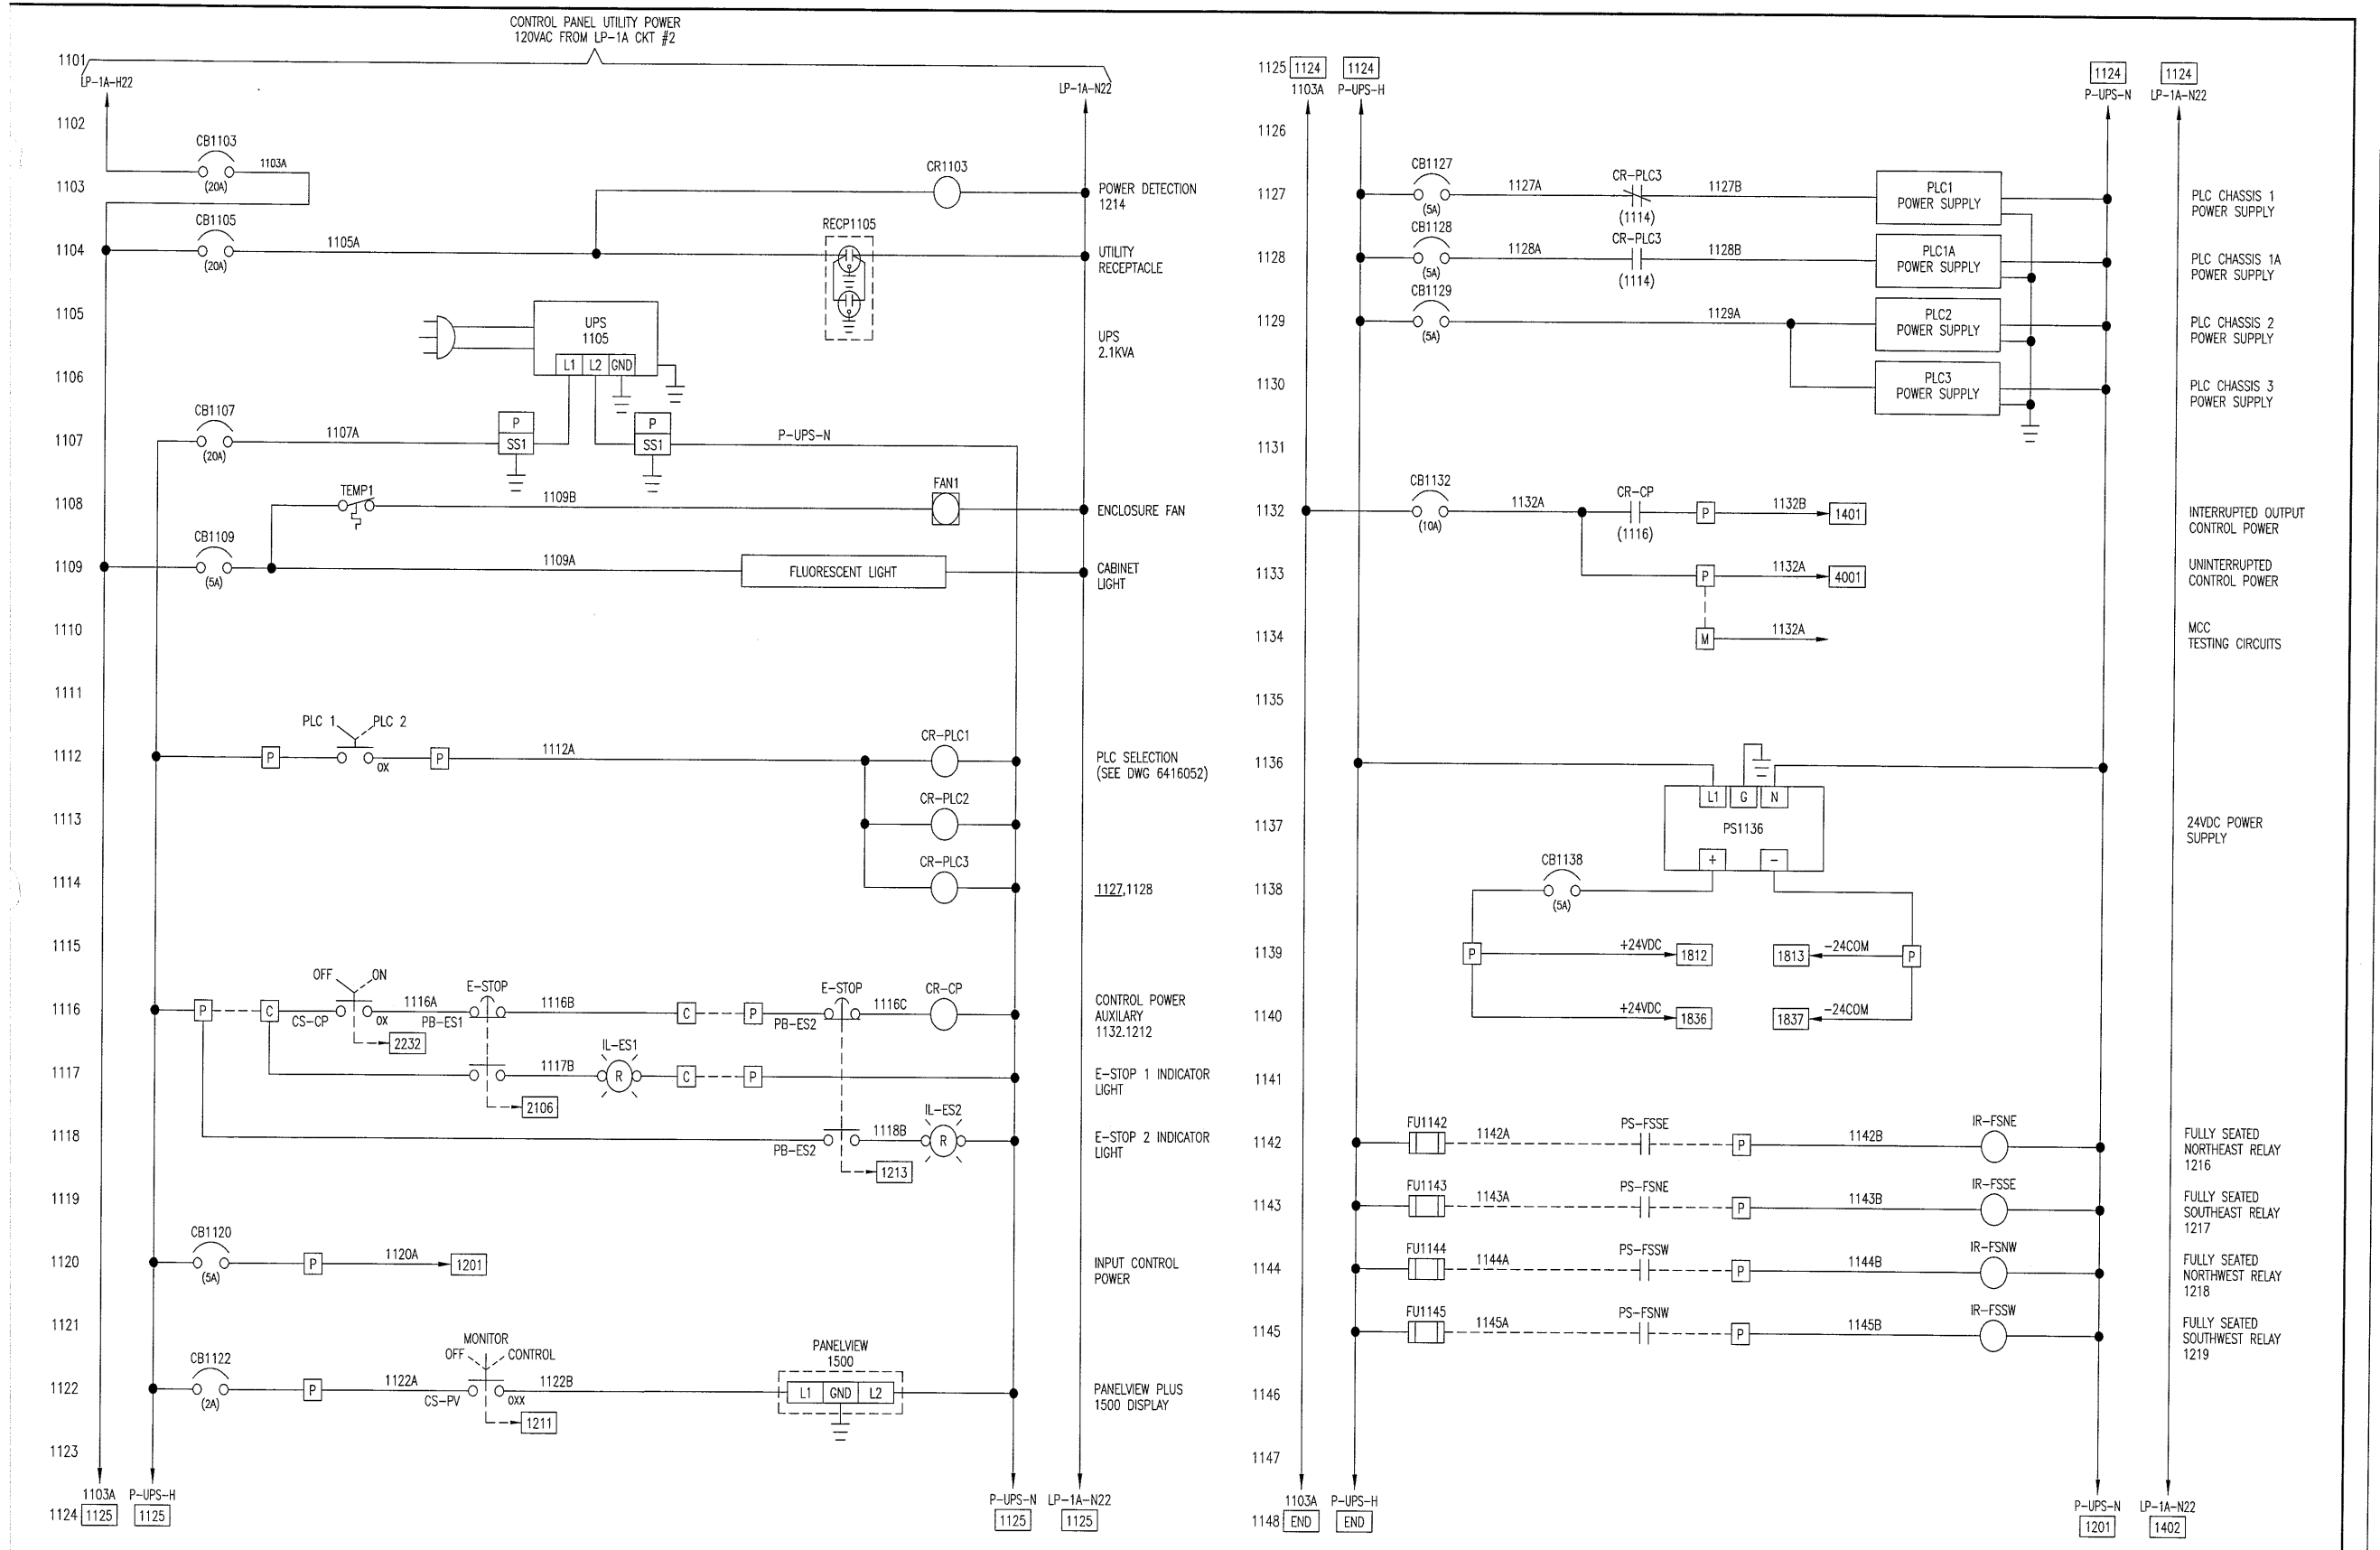 CONTROL PANEL UTILITY POWER
120VAC FROM LP-1A CKT #2
1101
LP-1A-H22
LP-1A-N22
1102
CB1103
1103A
(20A)
CR1103
1103
POWER DETECTION
1214
CB1105
RECP1105
1104
1105A
(20A)
UTILITY
RECEPTACLE
1105
UPS
1105
UPS
2.1KVA
L1 L2 GND
1106
CB1107
P
P
1107
1107A
(20A)
SS1
SS1
P-UPS-N
TEMP1
FAN1
1108
1109B
ENCLOSURE FAN
CB1109
1109
1109A
(5A)
FLUORESCENT LIGHT
CABINET
LIGHT
1110
1111
PLC 1
PLC 2
CR-PLC1
1112
P
OX
P
1112A
PLC SELECTION
(SEE DWG 6416052)
CR-PLC2
1113
CR-PLC3
1114
1127,1128
1115
OFF
ON
E-STOP
E-STOP
CR-CP
1116
P
C
CS-CP
OX
1116A
PB-ES1
1116B
C
P
PB-ES2
1116C
CONTROL POWER
AUXILARY
1132.1212
2232
IL-ES1
1117
1117B
R
C
P
E-STOP 1 INDICATOR
LIGHT
2106
IL-ES2
1118
PB-ES2
1118B
R
E-STOP 2 INDICATOR
LIGHT
1213
1119
CB1120
1120
(5A)
P
1120A
1201
INPUT CONTROL
POWER
1121
MONITOR
OFF
CONTROL
CB1122
PANELVIEW
1500
1122
(2A)
P
1122A
CS-PV
OXX
1122B
L1 GND L2
PANELVIEW PLUS
1500 DISPLAY
1211
1123
1103A
P-UPS-H
P-UPS-N
LP-1A-N22
1124
1125
1125
1125
1125
1125
1124
1124
1124
1124
1103A
P-UPS-H
P-UPS-N
LP-1A-N22
1126
CB1127
CR-PLC3
1127
1127A
(5A)
(1114)
1127B
PLC1
POWER SUPPLY
PLC CHASSIS 1
POWER SUPPLY
CB1128
CR-PLC3
1128
1128A
(5A)
(1114)
1128B
PLC1A
POWER SUPPLY
PLC CHASSIS 1A
POWER SUPPLY
CB1129
1129
(5A)
1129A
PLC2
POWER SUPPLY
PLC CHASSIS 2
POWER SUPPLY
1130
PLC3
POWER SUPPLY
PLC CHASSIS 3
POWER SUPPLY
1131
CB1132
CR-CP
1132
1132A
(10A)
(1116)
P
1132B
1401
INTERRUPTED OUTPUT
CONTROL POWER
1133
P
1132A
4001
UNINTERRUPTED
CONTROL POWER
1134
M
1132A
MCC
TESTING CIRCUITS
1135
1136
L1 G N
1137
PS1136
24VDC POWER
SUPPLY
CB1138
+
-
1138
(5A)
1139
P
+24VDC
1812
1813
-24COM
P
1140
+24VDC
1836
1837
-24COM
1141
FU1142
PS-FSSE
IR-FSNE
1142
1142A
P
1142B
FULLY SEATED
NORTHEAST RELAY
1216
FU1143
PS-FSNE
IR-FSSE
1143
1143A
P
1143B
FULLY SEATED
SOUTHEAST RELAY
1217
FU1144
PS-FSSW
IR-FSNW
1144
1144A
P
1144B
FULLY SEATED
NORTHWEST RELAY
1218
FU1145
PS-FSNW
IR-FSSW
1145
1145A
P
1145B
FULLY SEATED
SOUTHWEST RELAY
1219
1146
1147
1103A
P-UPS-H
P-UPS-N
LP-1A-N22
1148
END
END
1201
1402